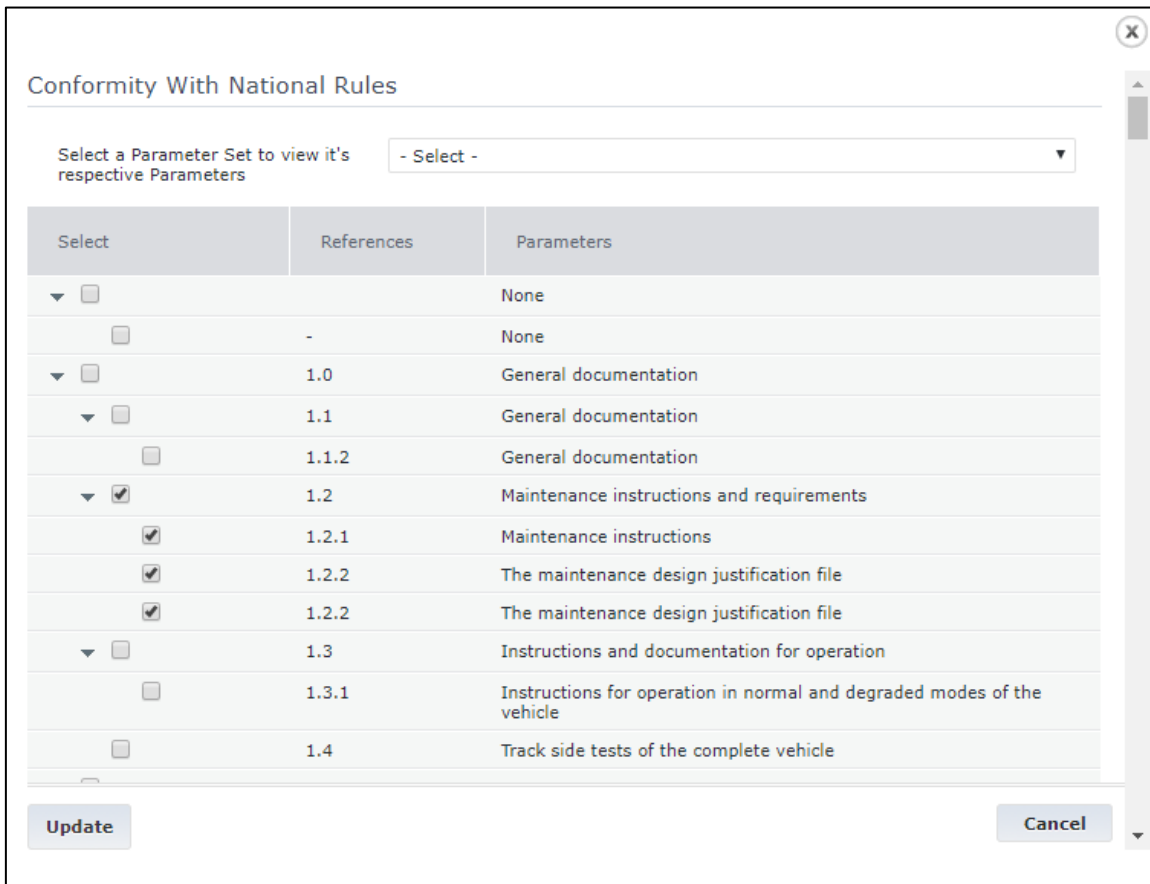 x
Conformity With National Rules
Select a Parameter Set to view it's
respective Parameters
- Select -
Select References Parameters
None
- None
1.0 General documentation
1.1 General documentation
1.1.2 General documentation
1.2 Maintenance instructions and requirements
1.2.1 Maintenance instructions
1.2.2 The maintenance design justification file
1.2.2 The maintenance design justification file
1.3 Instructions and documentation for operation
1.3.1 Instructions for operation in normal and degraded modes of the
vehicle
1.4 Track side tests of the complete vehicle
Update Cancel